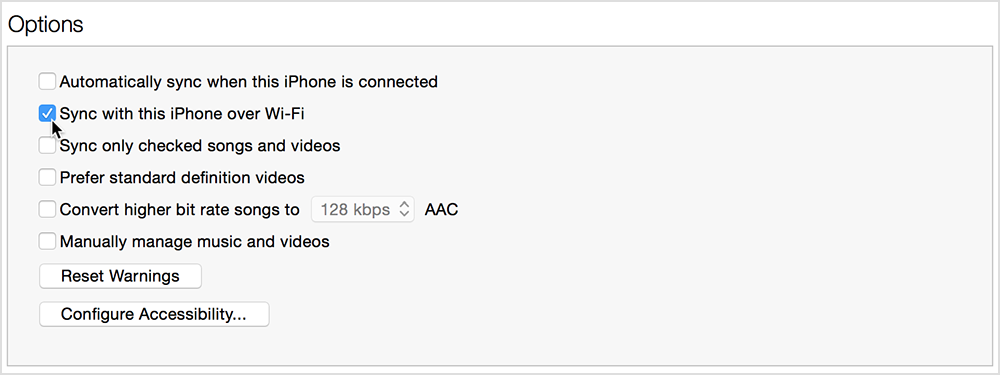 Options
Automatically sync when this iPhone is connected
Sync with this iPhone over Wi-Fi
Sync only checked songs and videos
Prefer standard definition videos
Convert higher bit rate songs to 128 kbps AAC
Manually manage music and videos
Reset Warnings
Configure Accessibility...